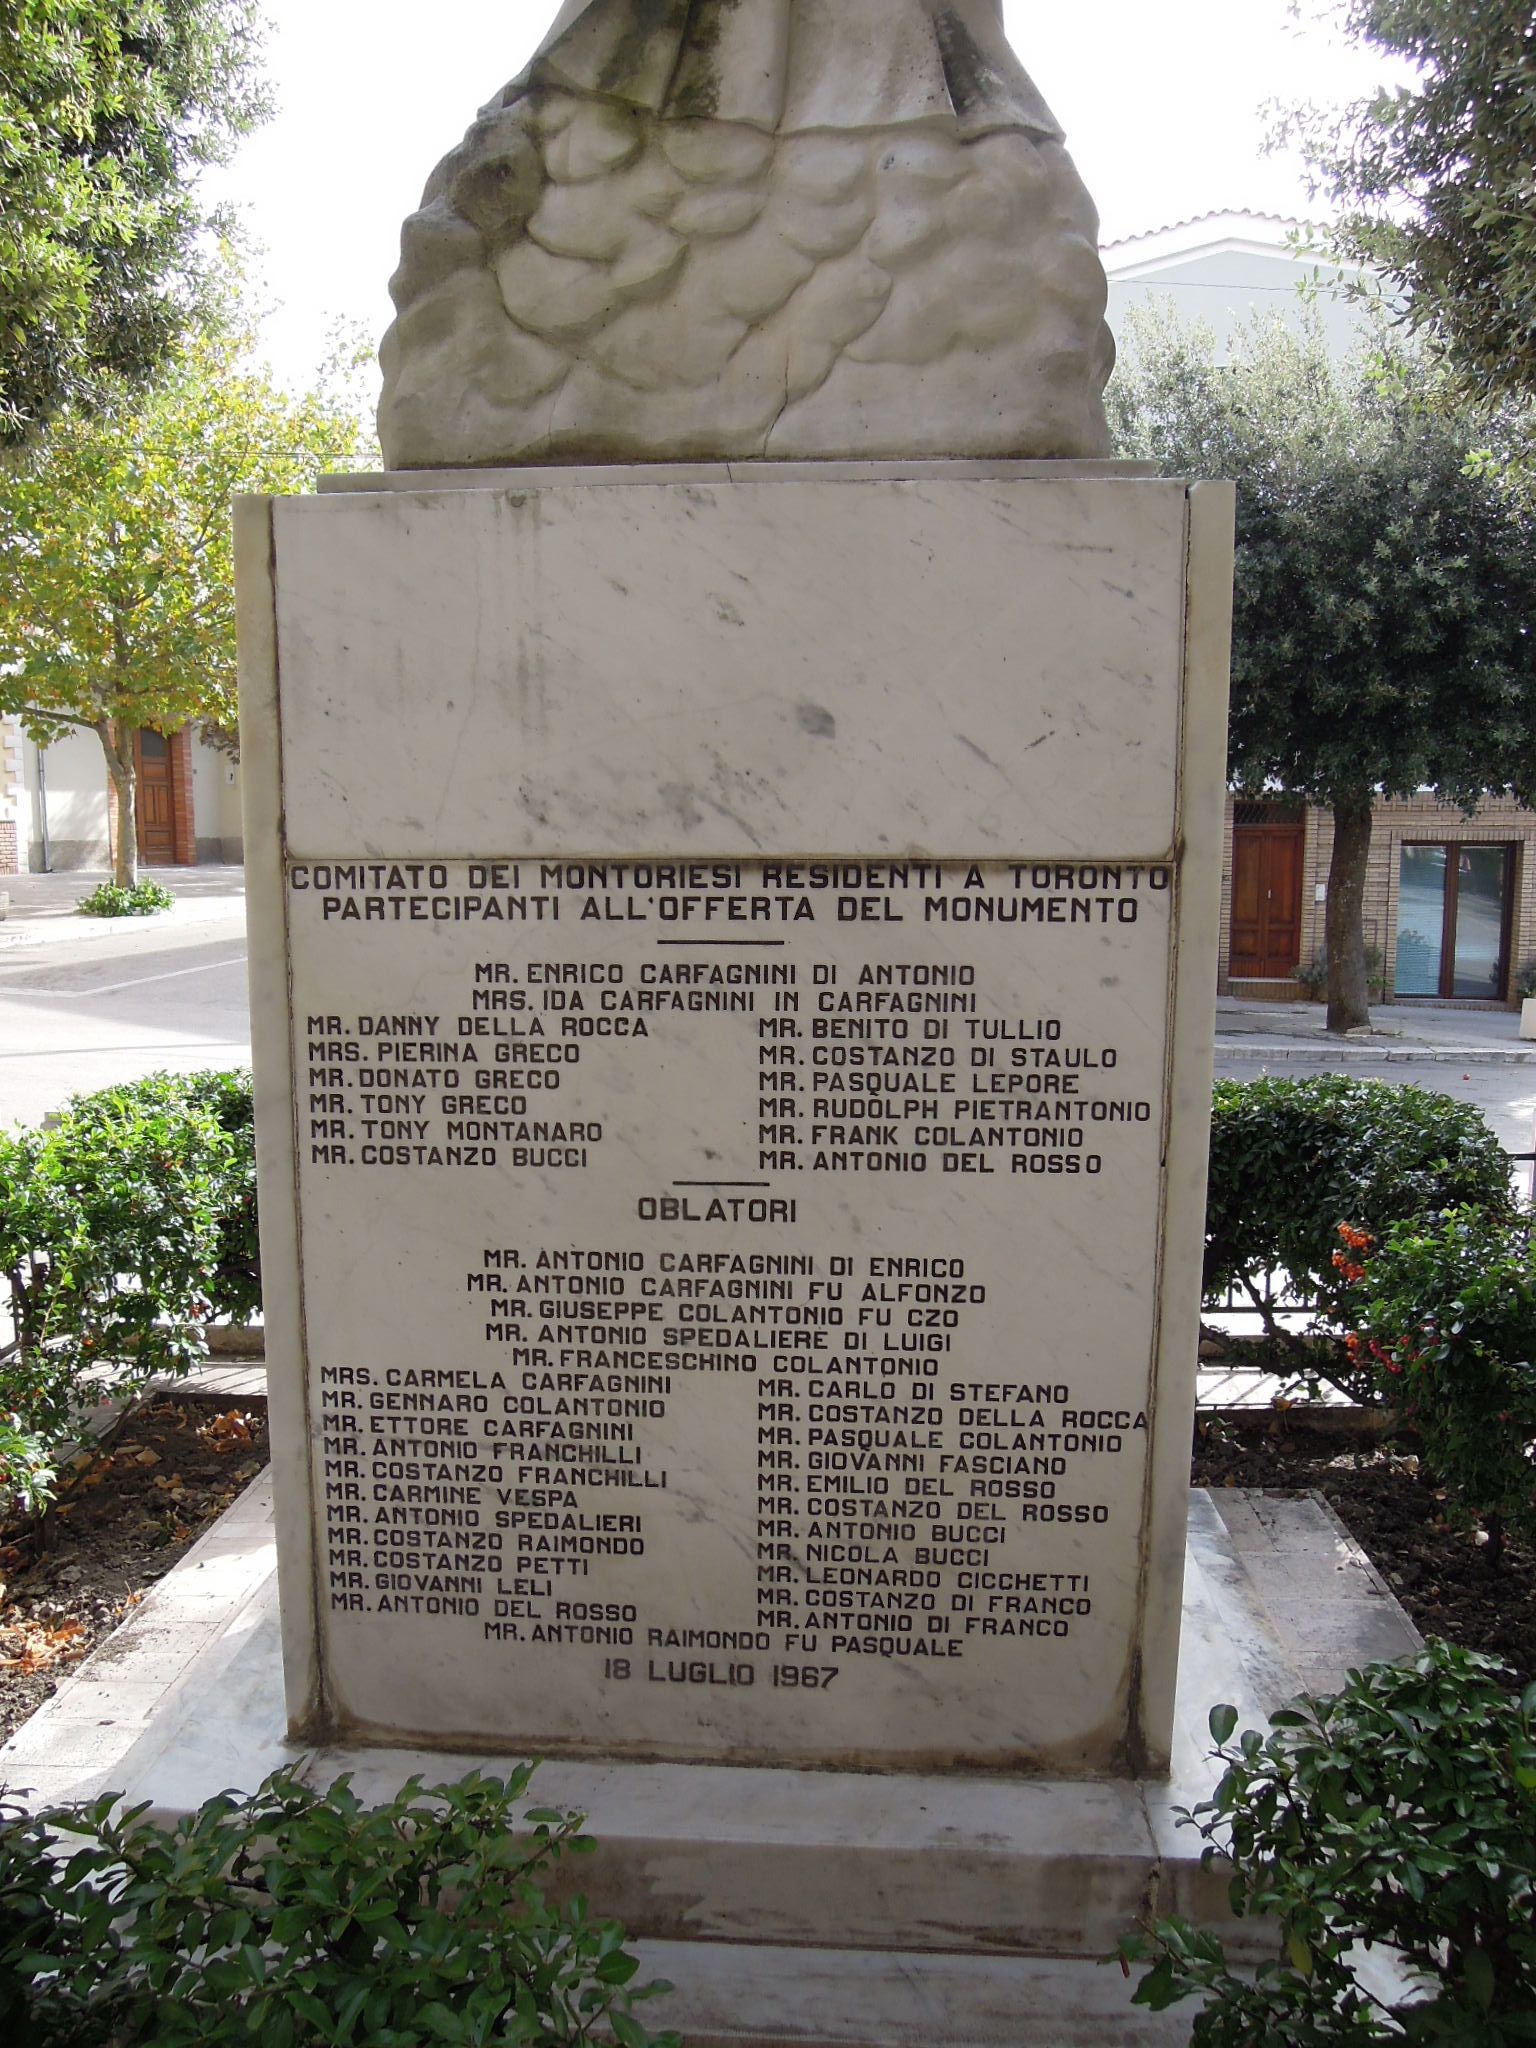 COMITATO DEI MONTORIESI RESIDENTI A TORONTO
PARTECIPANTI ALL'OFFERTA DEL MONUMENTO
MR. ENRICO CARFAGNINI DI ANTONIO
MRS. IDA CARFAGNINI IN CARFAGNINI
MR. DANNY DELLA ROCCA
MRS. PIERINA GRECO
MR. DONATO GRECO
MR. TONY GRECO
MR. TONY MONTANARO
MR. COSTANZO BUCCI
MR. BENITO DI TULLIO
MR. COSTANZO DI STAULO
MR. PASQUALE LEPORE
MR. RUDOLPH PIETRANTONIO
MR. FRANK COLANTONIO
MR. ANTONIO DEL ROSSO
OBLATORI
MR. ANTONIO CARFAGNINI DI ENRICO
MR. ANTONIO CARFAGNINI FU ALFONZO
MR. GIUSEPPE COLANTONIO FU CZO
MR. ANTONIO SPEDALIERE DI LUIGI
MR. FRANCESCHINO COLANTONIO
MRS. CARMELA CARFAGNINI
MR. GENNARO COLANTONIO
MR. ETTORE CARFAGNINI
MR. ANTONIO FRANCHILLI
MR. COSTANZO FRANCHILLI
MR. CARMINE VESPA
MR. ANTONIO SPEDALIERI
MR. COSTANZO RAIMONDO
MR. COSTANZO PETTI
MR. GIOVANNI LELI
MR. ANTONIO DEL ROSSO
MR. CARLO DI STEFANO
MR. COSTANZO DELLA ROCCA
MR. PASQUALE COLANTONIO
MR. GIOVANNI FASCIANO
MR. EMILIO DEL ROSSO
MR. COSTANZO DEL ROSSO
MR. ANTONIO BUCCI
MR. NICOLA BUCCI
MR. LEONARDO CICCHETTI
MR. COSTANZO DI FRANCO
MR. ANTONIO DI FRANCO
MR. ANTONIO RAIMONDO FU PASQUALE
18 LUGLIO 1967